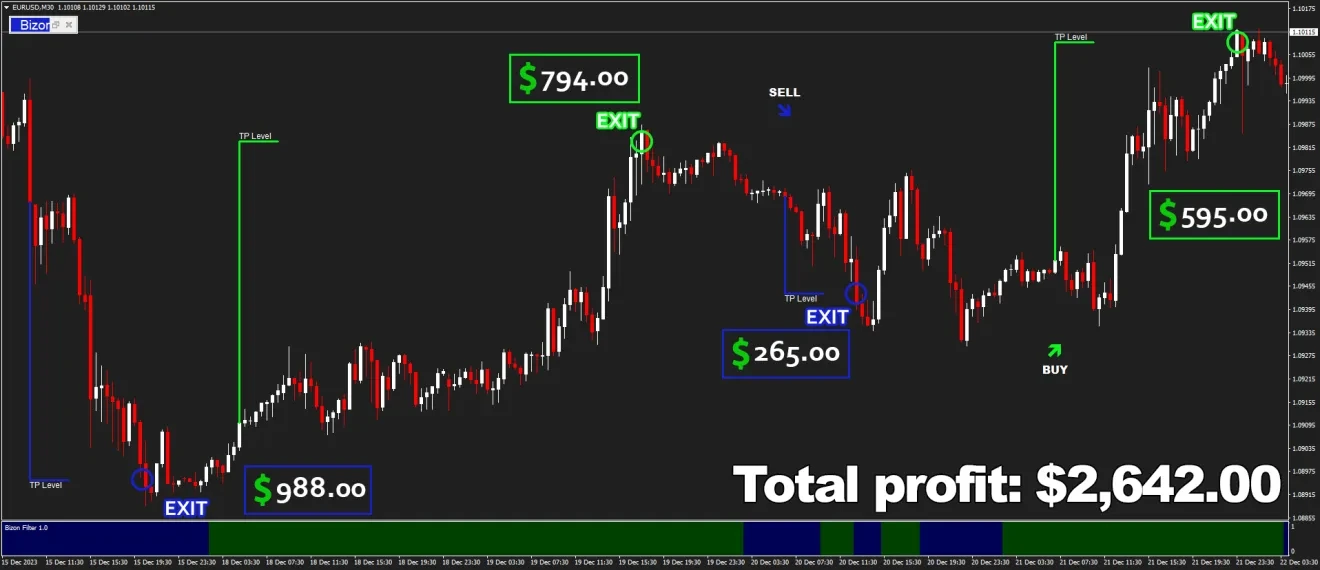 EURUSD,M30 1.10108 1.10129 1.10102 1.10115
Bizon
EXIT
TP Level
$794.00
SELL
EXIT
TP Level
$595.00
TP Level
EXIT
$265.00
BUY
TP Level
EXIT
$988.00
Total profit: $2,642.00
1.10175
1.10115
1.10055
1.09995
1.09935
1.09875
1.09815
1.09755
1.09695
1.09635
1.09575
1.09515
1.09455
1.09395
1.09335
1.09275
1.09215
1.09155
1.09095
1.09035
1.08975
1.08915
1.08855
Bizon Filter 1.0
1
0
15 Dec 2023 15 Dec 11:30 15 Dec 15:30 15 Dec 19:30 15 Dec 23:30 18 Dec 03:30 18 Dec 07:30 18 Dec 11:30 18 Dec 15:30 18 Dec 19:30 18 Dec 23:30 19 Dec 03:30 19 Dec 07:30 19 Dec 11:30 19 Dec 15:30 19 Dec 19:30 19 Dec 23:30 20 Dec 03:30 20 Dec 07:30 20 Dec 11:30 20 Dec 15:30 20 Dec 19:30 20 Dec 23:30 21 Dec 03:30 21 Dec 07:30 21 Dec 11:30 21 Dec 15:30 21 Dec 19:30 21 Dec 23:30 22 Dec 03:30